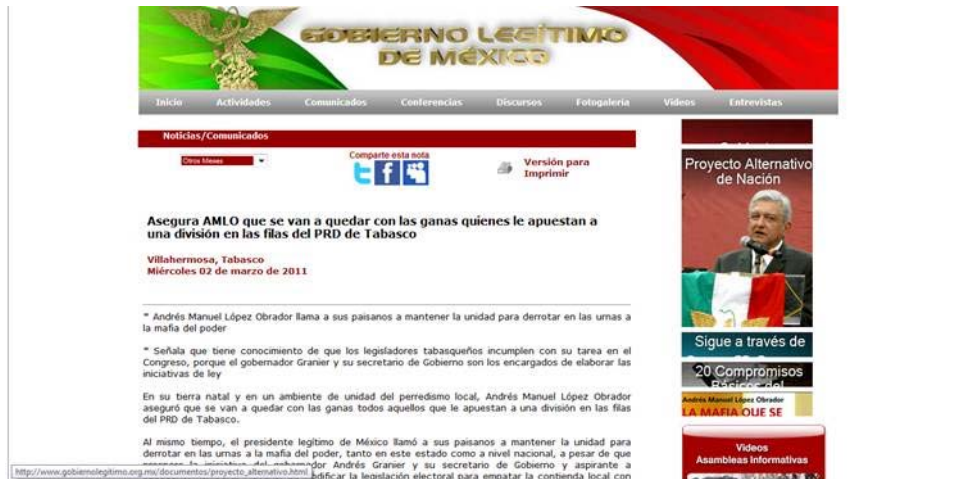 GOBIERNO LEGÍTIMO
DE MÉXICO
Inicio Actividades Comunicados Conferencias Discursos Fotogalería Videos Entrevistas
Noticias/Comunicados
Otros Meses
Comparte esta nota
Versión para
Imprimir
Asegura AMLO que se van a quedar con las ganas quienes le apuestan a
una división en las filas del PRD de Tabasco
Villahermosa, Tabasco
Miércoles 02 de marzo de 2011
* Andrés Manuel López Obrador llama a sus paisanos a mantener la unidad para derrotar en las urnas a
la mafia del poder
* Señala que tiene conocimiento de que los legisladores tabasqueños incumplen con su tarea en el
Congreso, porque el gobernador Granier y su secretario de Gobierno son los encargados de elaborar las
iniciativas de ley
En su tierra natal y en un ambiente de unidad del perredismo local, Andrés Manuel López Obrador
aseguró que se van a quedar con las ganas todos aquellos que le apuestan a una división en las filas
del PRD de Tabasco.
Al mismo tiempo, el presidente legítimo de México llamó a sus paisanos a mantener la unidad para
derrotar en las urnas a la mafia del poder, tanto en este estado como a nivel nacional, a pesar de que
la iniciativa del gobernador Andrés Granier y su secretario de Gobierno y aspirante a
modificar la legislación electoral para empatar la contienda local con
Proyecto Alternativo
de Nación
Sigue a través de
20 Compromisos
Básicos del
Andrés Manuel López Obrador
LA MAFIA QUE SE
Videos
Asambleas Informativas
http://www.gobiernolegitimo.org.mx/documentos/proyecto_alternativo.html